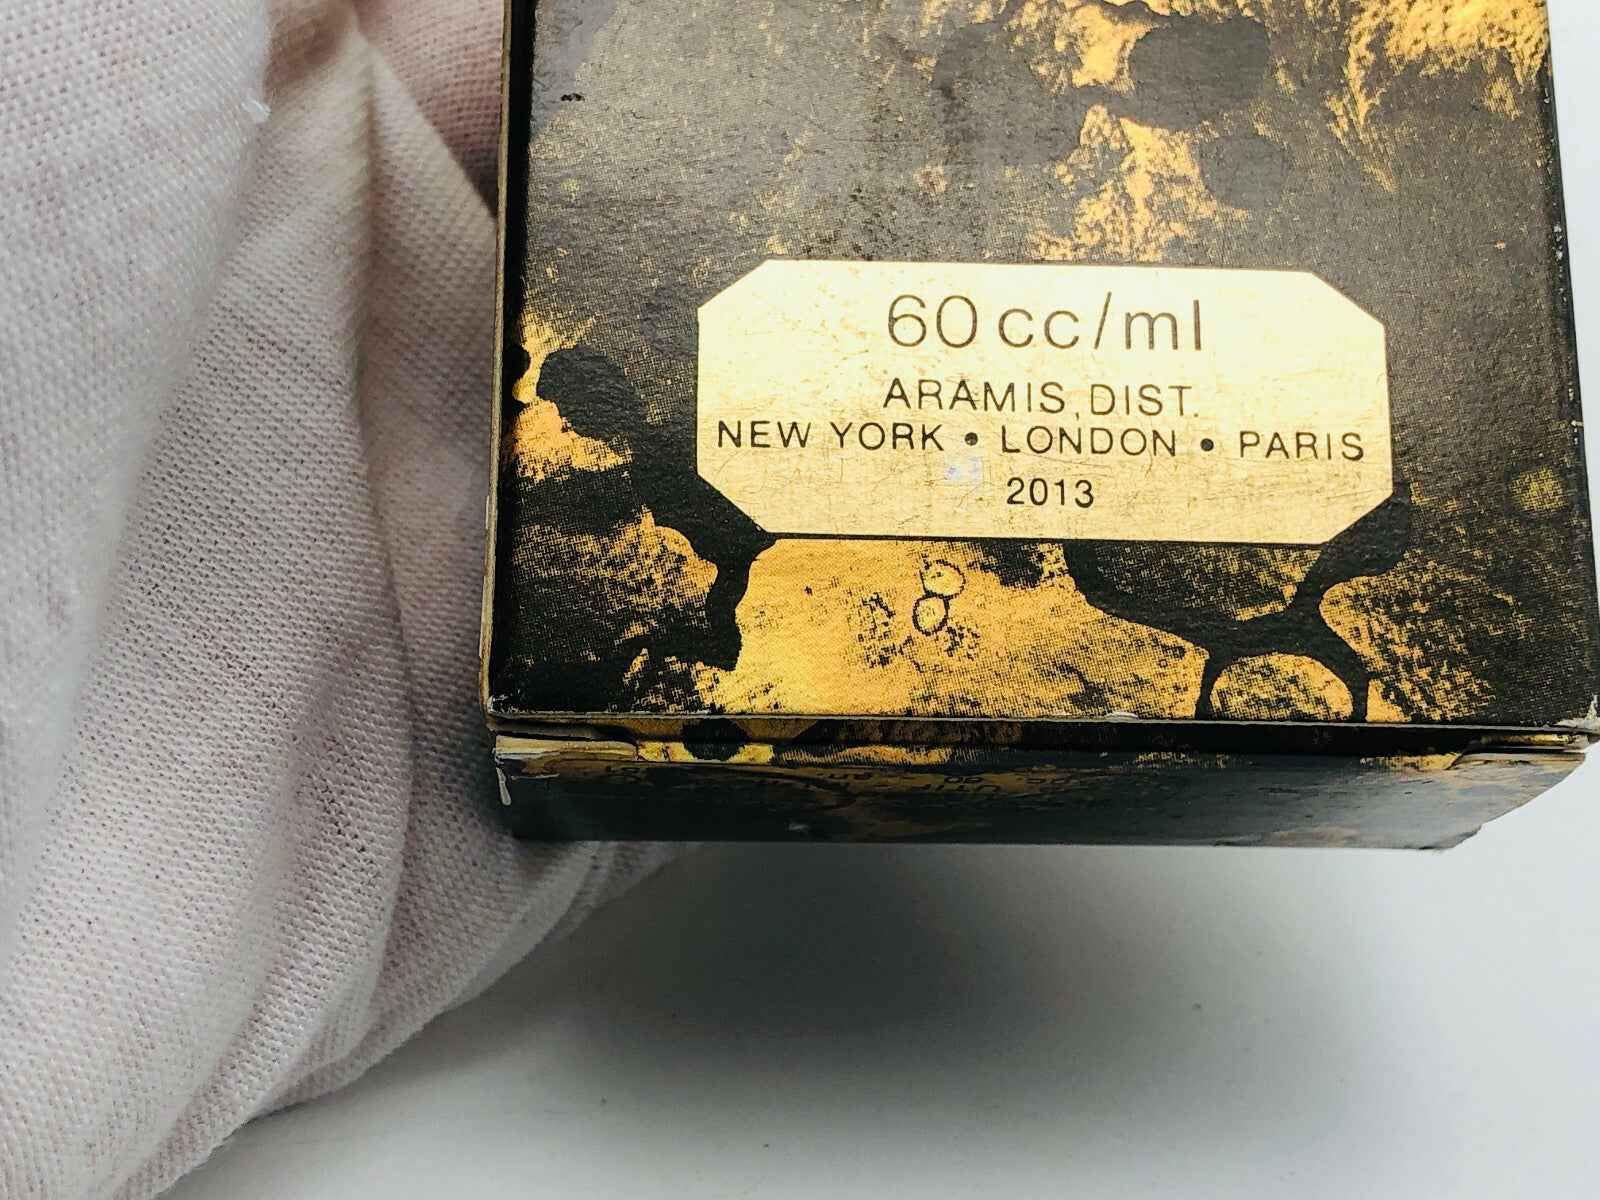 60 cc/ml
ARAMIS, DIST.
NEW YORK • LONDON • PARIS
2013